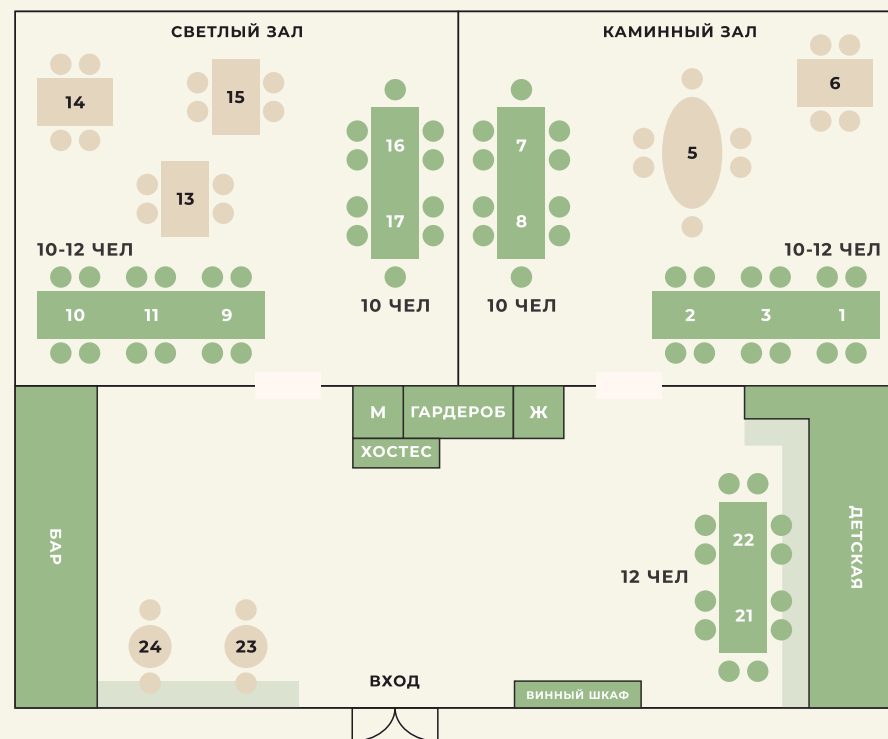 СВЕТЛЫЙ ЗАЛ
КАМИННЫЙ ЗАЛ
14
15
6
16
7
5
13
17
8
10-12 ЧЕЛ
10-12 ЧЕЛ
10 ЧЕЛ
10 ЧЕЛ
10
11
9
2
3
1
М
ГАРДЕРОБ
Ж
ХОСТЕС
БАР
ДЕТСКАЯ
22
12 ЧЕЛ
21
24
23
ВХОД
ВИННЫЙ ШКАФ